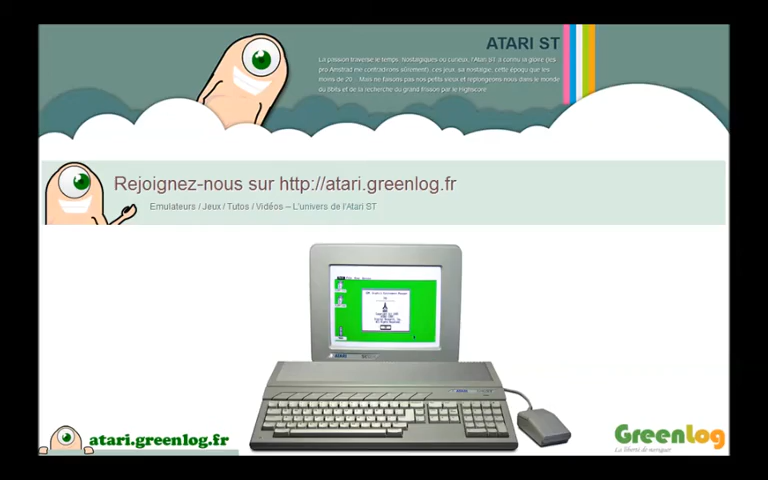 ATARI ST
La passion traverse le temps. Nostalgiques ou curieux, l'Atari ST a connu la gloire (les
pro Amstrad me contrediront sûrement), ces jeux, sa nostalgie, cette époque que les
moins de 20... Mais ne faisons pas nos petits vieux et replongeons nous dans le monde
du 8bits et de la recherche du grand frisson par le Highscore.
Rejoignez-nous sur http://atari.greenlog.fr
Emulateurs / Jeux / Tutos / Vidéos – L'univers de l'Atari ST
ATARI
ATARI
atari.greenlog.fr
GreenLog
La liberté de narguer